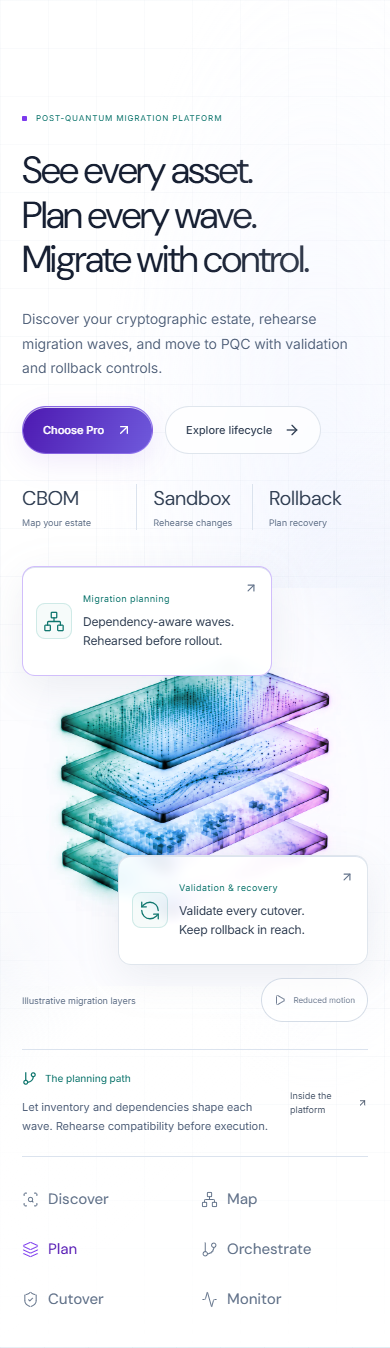 POST-QUANTUM MIGRATION PLATFORM
See every asset.
Plan every wave.
Migrate with control.
Discover your cryptographic estate, rehearse
migration waves, and move to PQC with validation
and rollback controls.
Choose Pro
Explore lifecycle
CBOM
Map your estate
Sandbox
Rehearse changes
Rollback
Plan recovery
Migration planning
Dependency-aware waves.
Rehearsed before rollout.
Validation & recovery
Validate every cutover.
Keep rollback in reach.
Illustrative migration layers
Reduced motion
The planning path
Let inventory and dependencies shape each
wave. Rehearse compatibility before execution.
Inside the
platform
Discover
Map
Plan
Orchestrate
Cutover
Monitor